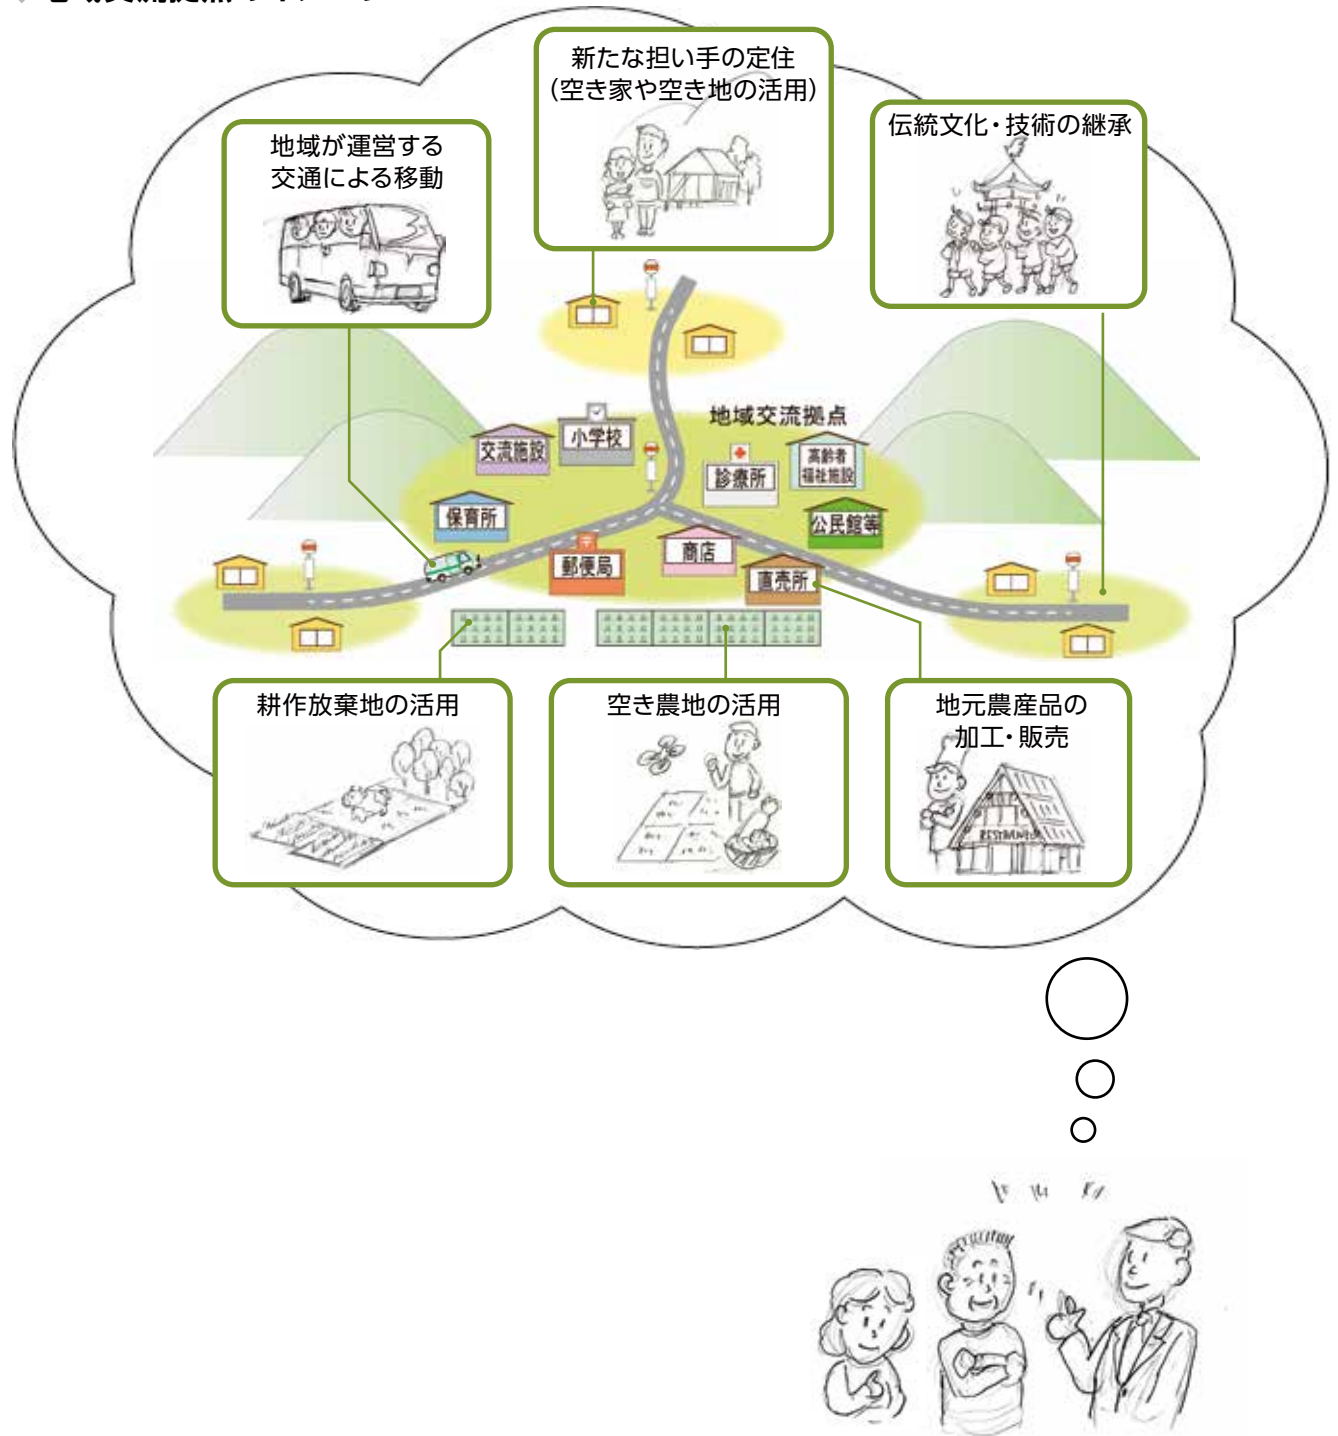 新たな担い手の定住
(空き家や空き地の活用)
地域が運営する
交通による移動
伝統文化・技術の継承
地域交流拠点
小学校
交流施設
診療所
高齢者
福祉施設
保育所
公民館等
郵便局
商店
直売所
耕作放棄地の活用
空き農地の活用
地元農産品の
加工・販売